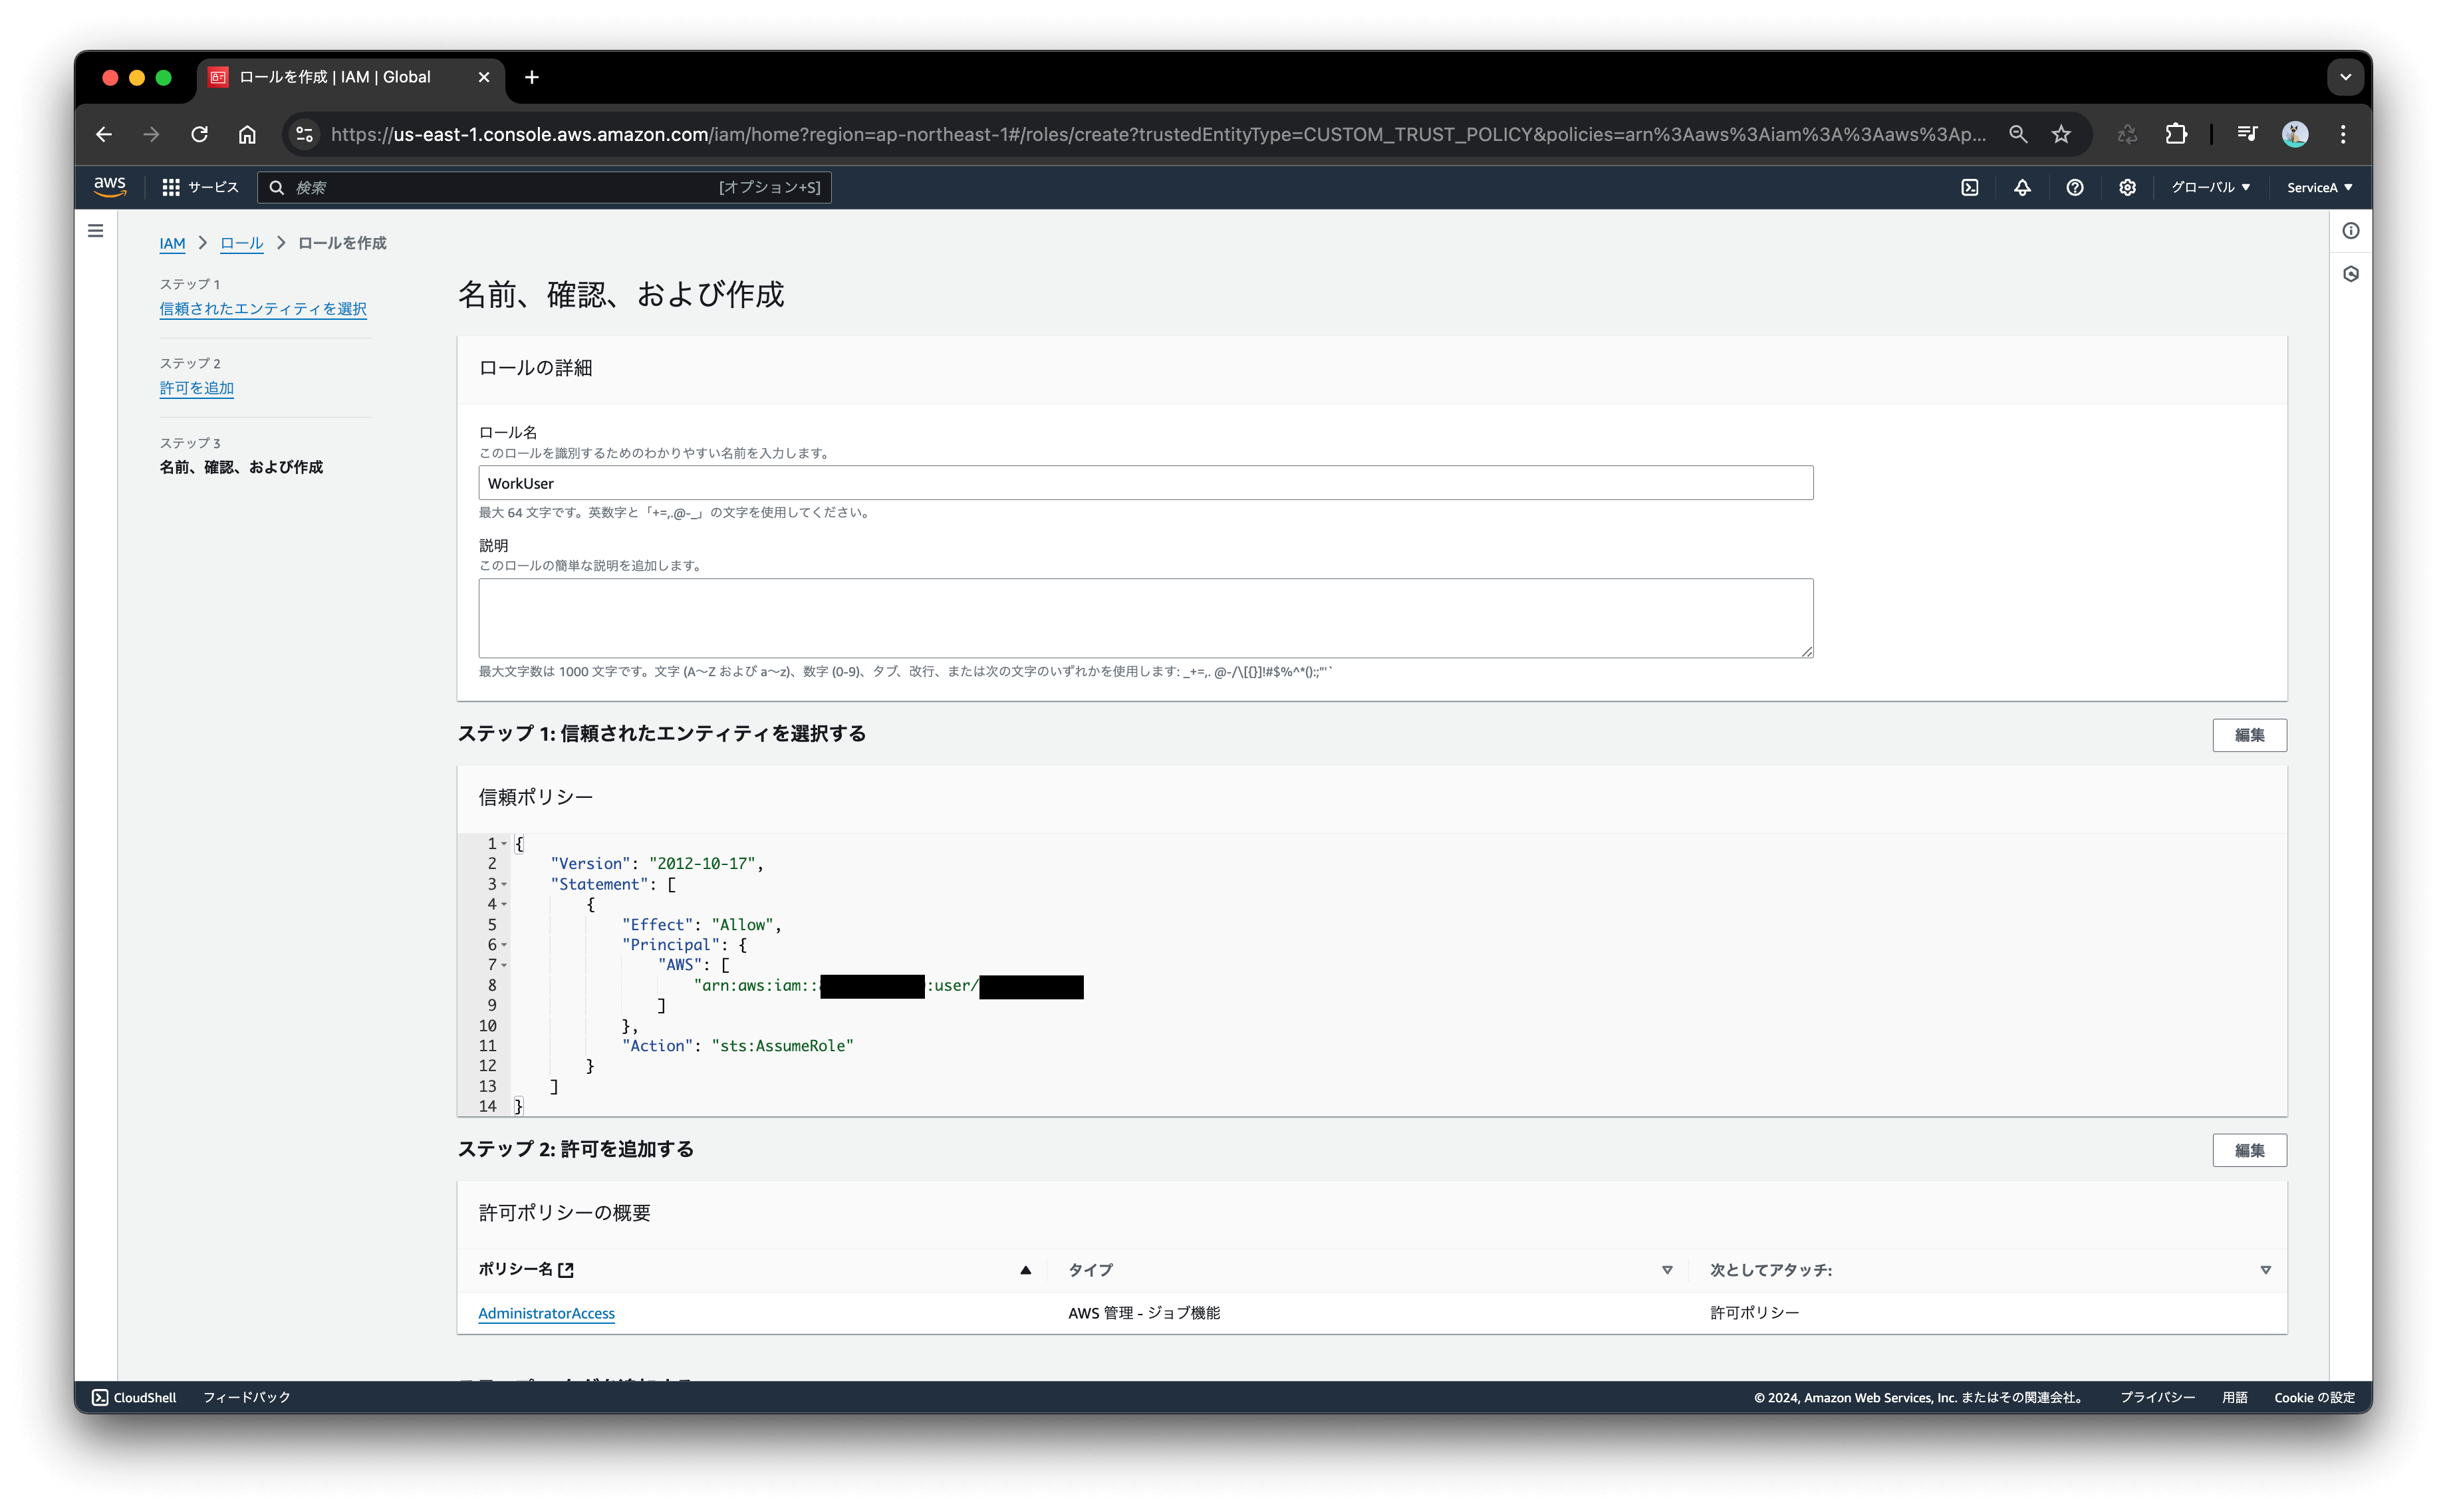 ロールを作成 | IAM | Global
https://us-east-1.console.aws.amazon.com/iam/home?region=ap-northeast-1#/roles/create?trustedEntityType=CUSTOM_TRUST_POLICY&policies=arn%3Aaws%3Aiam%3A%3Aaws%3Ap...
aws
サービス
検索
[オプション+S]
グローバル
ServiceA
IAM
ロール
ロールを作成
ステップ 1
信頼されたエンティティを選択
ステップ 2
許可を追加
ステップ 3
名前、確認、および作成
名前、確認、および作成
ロールの詳細
ロール名
このロールを識別するためのわかりやすい名前を入力します。
WorkUser
最大 64 文字です。英数字と「+=,.@-_」の文字を使用してください。
説明
このロールの簡単な説明を追加します。
最大文字数は 1000 文字です。文字 (A～Z および a～z)、数字 (0-9)、タブ、改行、または次の文字のいずれかを使用します: _+=,. @-/\[{}]!#$%^*();:"'`
ステップ 1: 信頼されたエンティティを選択する
編集
信頼ポリシー
1 {
2 "Version": "2012-10-17",
3 "Statement": [
4 {
5 "Effect": "Allow",
6 "Principal": {
7 "AWS": [
8 "arn:aws:iam:: :user/
9 ]
10 },
11 "Action": "sts:AssumeRole"
12 }
13 ]
14 }
ステップ 2: 許可を追加する
編集
許可ポリシーの概要
ポリシー名
タイプ
次としてアタッチ:
AdministratorAccess
AWS 管理 - ジョブ機能
許可ポリシー
CloudShell
フィードバック
© 2024, Amazon Web Services, Inc. またはその関連会社。
プライバシー
用語
Cookie の設定